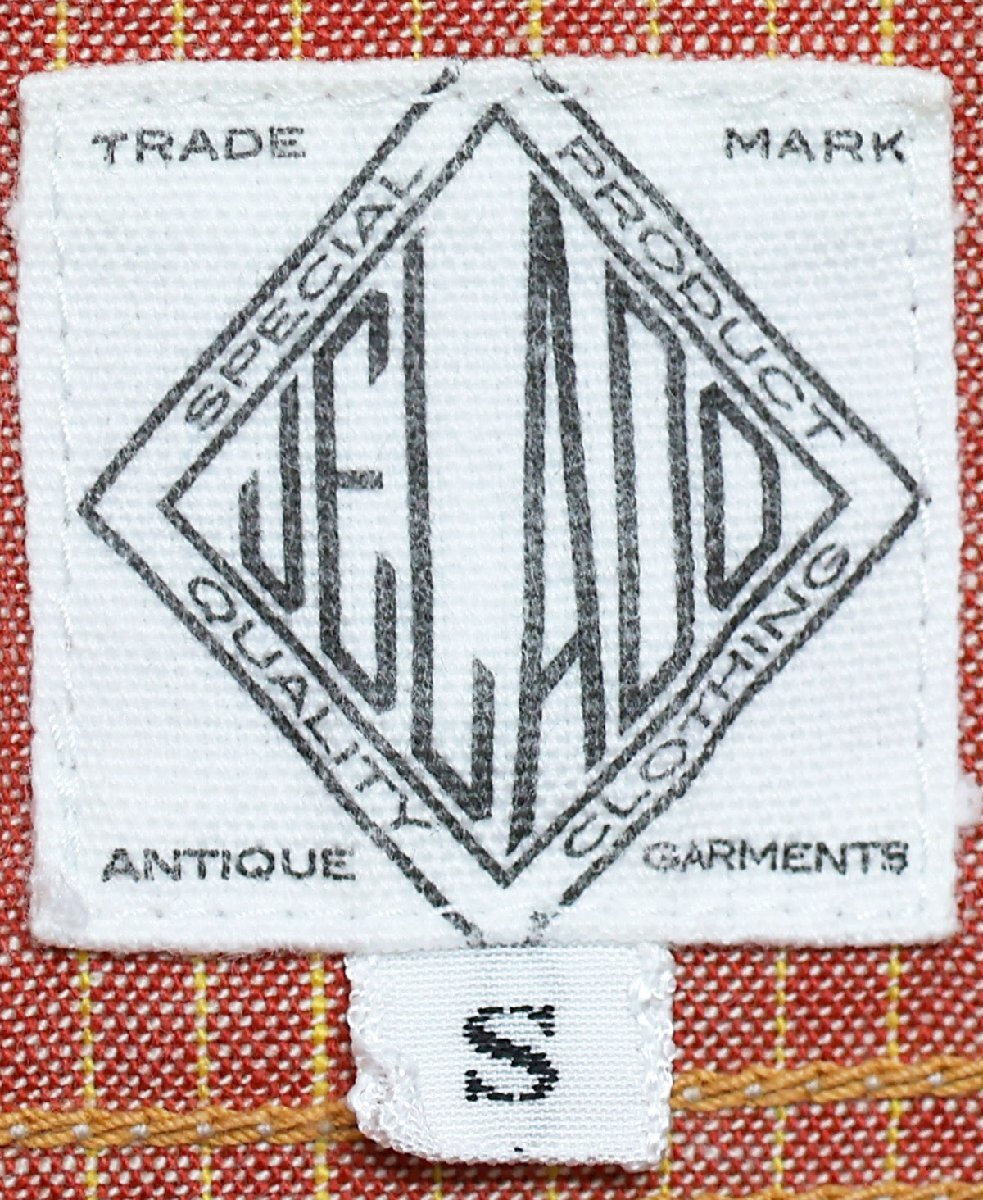 TRADE MARK
SPECIAL PRODUCT
JELADO
QUALITY CLOTHING
ANTIQUE GARMENTS
S